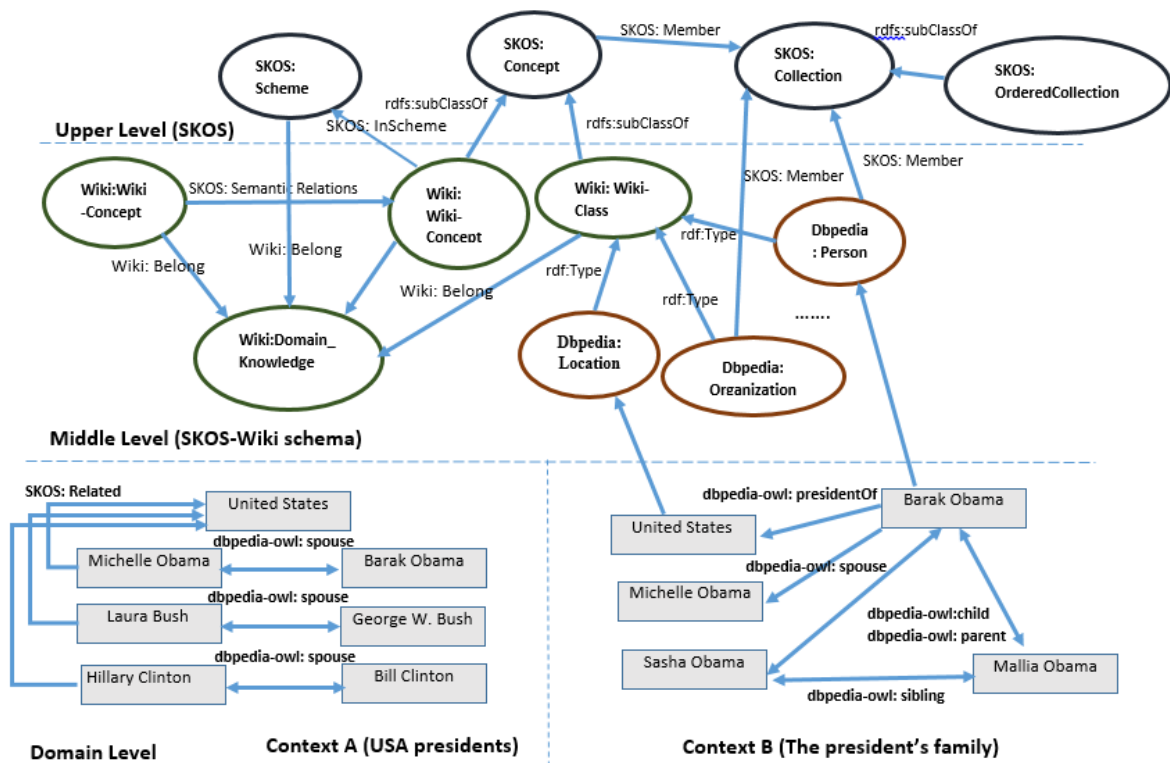 SKOS:
Scheme
SKOS:
Concept
SKOS: Member
SKOS:
Collection
rdfs:subClassOf
SKOS:
OrderedCollection
rdfs:subClassOf
SKOS: InScheme
rdfs:subClassOf
Upper Level (SKOS)
SKOS: Member
SKOS: Member
Wiki:Wiki
-Concept
SKOS: Semantic Relations
Wiki:
Wiki-
Concept
Wiki: Wiki-
Class
Dbpedia
: Person
rdf:Type
Wiki: Belong
Wiki: Belong
Wiki: Belong
rdf:Type
rdf:Type
.......
Wiki:Domain_
Knowledge
Dbpedia:
Location
Dbpedia:
Organization
Middle Level (SKOS-Wiki schema)
SKOS: Related
United States
dbpedia-owl: spouse
Michelle Obama
Barak Obama
dbpedia-owl: spouse
Laura Bush
George W. Bush
dbpedia-owl: spouse
Hillary Clinton
Bill Clinton
Domain Level
Context A (USA presidents)
dbpedia-owl: presidentOf
Barak Obama
United States
dbpedia-owl: spouse
Michelle Obama
dbpedia-owl:child
dbpedia-owl: parent
Sasha Obama
Mallia Obama
dbpedia-owl: sibling
Context B (The president’s family)